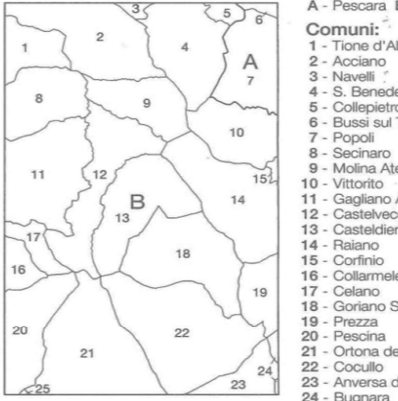 3
5
6
1
2
4
A
7
8
9
10
11
12
15
B
13
14
17
16
18
19
20
21
22
24
23
25
A - Pescara
Comuni:
1 - Tione d'Al
2 - Acciano
3 - Navelli
4 - S. Benede
5 - Collepietro
6 - Bussi sul T
7 - Popoli
8 - Secinaro
9 - Molina Ate
10 - Vittorito
11 - Gagliano A
12 - Castelvecc
13 - Casteldier
14 - Raiano
15 - Corfinio
16 - Collarmele
17 - Celano
18 - Goriano S
19 - Prezza
20 - Pescina
21 - Ortona de
22 - Cocullo
23 - Anversa d
24 - Bugnara